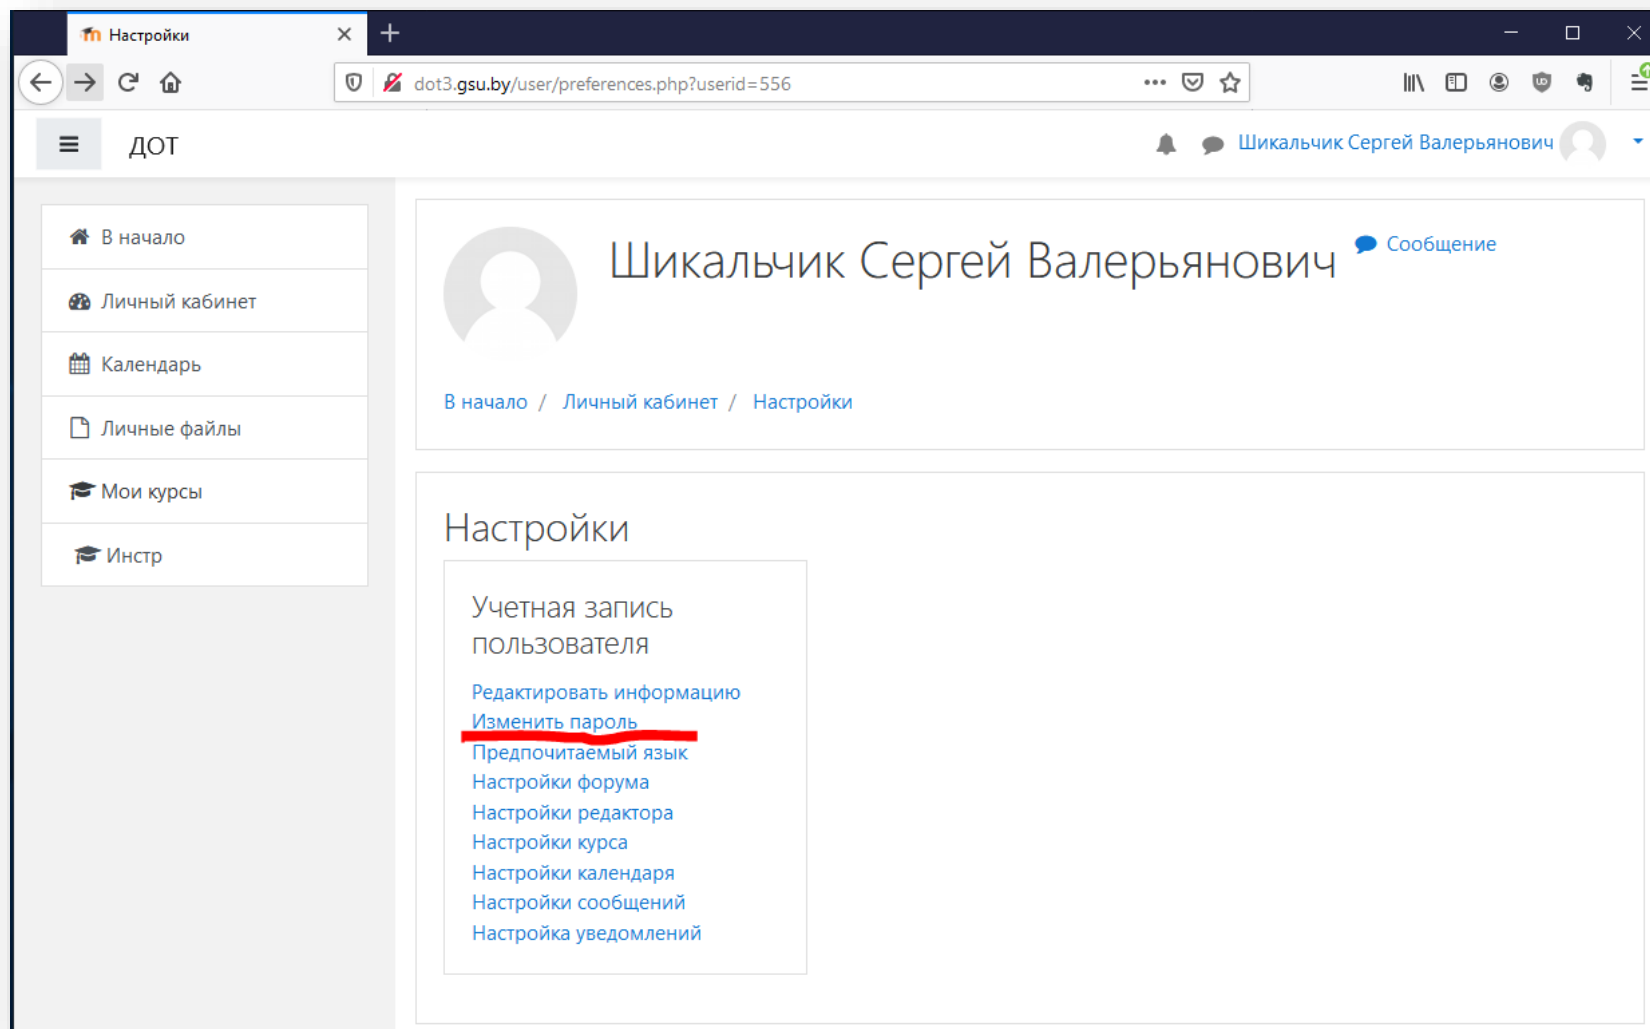 Настройки
dot3.gsu.by/user/preferences.php?userid=556
ДОТ
Шикальчик Сергей Валерьянович
В начало
Личный кабинет
Календарь
Личные файлы
Мои курсы
Инстр
Шикальчик Сергей Валерьянович
Сообщение
В начало / Личный кабинет / Настройки
Настройки
Учетная запись
пользователя
Редактировать информацию
Изменить пароль
Предпочитаемый язык
Настройки форума
Настройки редактора
Настройки курса
Настройки календаря
Настройки сообщений
Настройка уведомлений